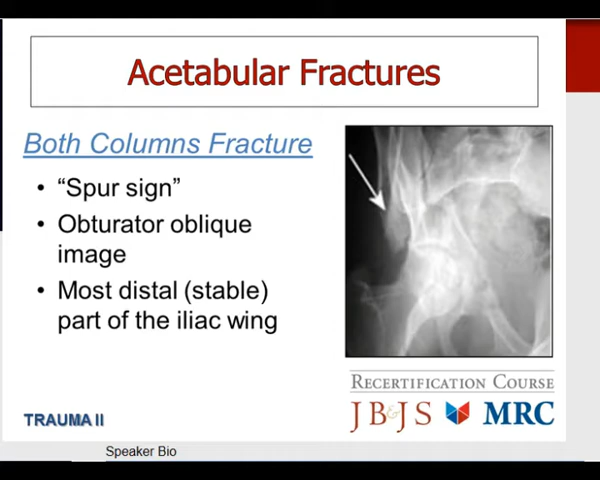 Acetabular Fractures
Both Columns Fracture
• “Spur sign”
• Obturator oblique
image
• Most distal (stable)
part of the iliac wing
RECERTIFICATION COURSE
JB&JS MRC
TRAUMA II
Speaker Bio